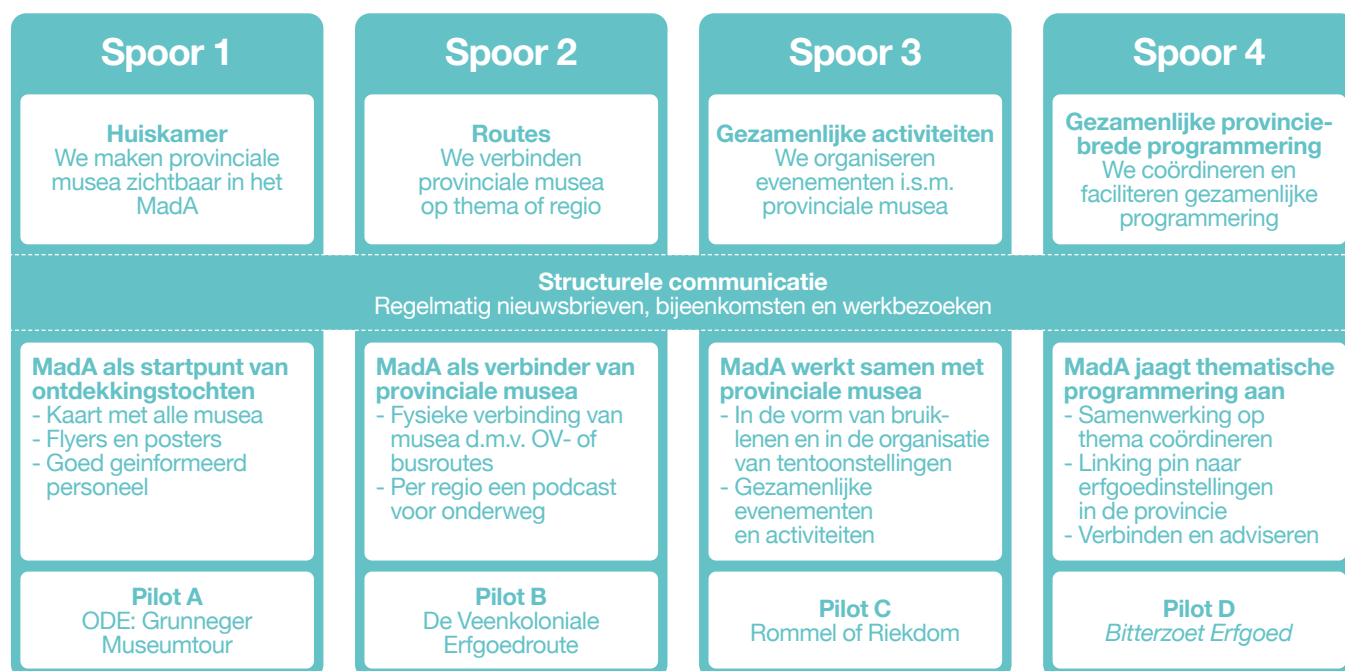 Spoor 1
Huiskamer
We maken provinciale
musea zichtbaar in het
MadA
Spoor 2
Routes
We verbinden
provinciale musea
op thema of regio
Spoor 3
Gezamenlijke activiteiten
We organiseren
evenementen i.s.m.
provinciale musea
Spoor 4
Gezamenlijke provincie-
brede programmering
We coördineren en
faciliteren gezamenlijke
programmering
Structurele communicatie
Regelmatig nieuwsbrieven, bijeenkomsten en werkbezoeken
MadA als startpunt van
ontdekkingstochten
- Kaart met alle musea
- Flyers en posters
- Goed geinformeerd
personeel
MadA als verbinder van
provinciale musea
- Fysieke verbinding van
musea d.m.v. OV- of
busroutes
- Per regio een podcast
voor onderweg
MadA werkt samen met
provinciale musea
- In de vorm van bruik-
lenen en in de organisatie
van tentoonstellingen
- Gezamenlijke
evenementen
en activiteiten
MadA jaagt thematische
programmering aan
- Samenwerking op
thema coördineren
- Linking pin naar
erfgoedinstellingen
in de provincie
- Verbinden en adviseren
Pilot A
ODE: Grunneger
Museumtour
Pilot B
De Veenkoloniale
Erfgoedroute
Pilot C
Rommel of Riekdom
Pilot D
Bitterzoet Erfgoed